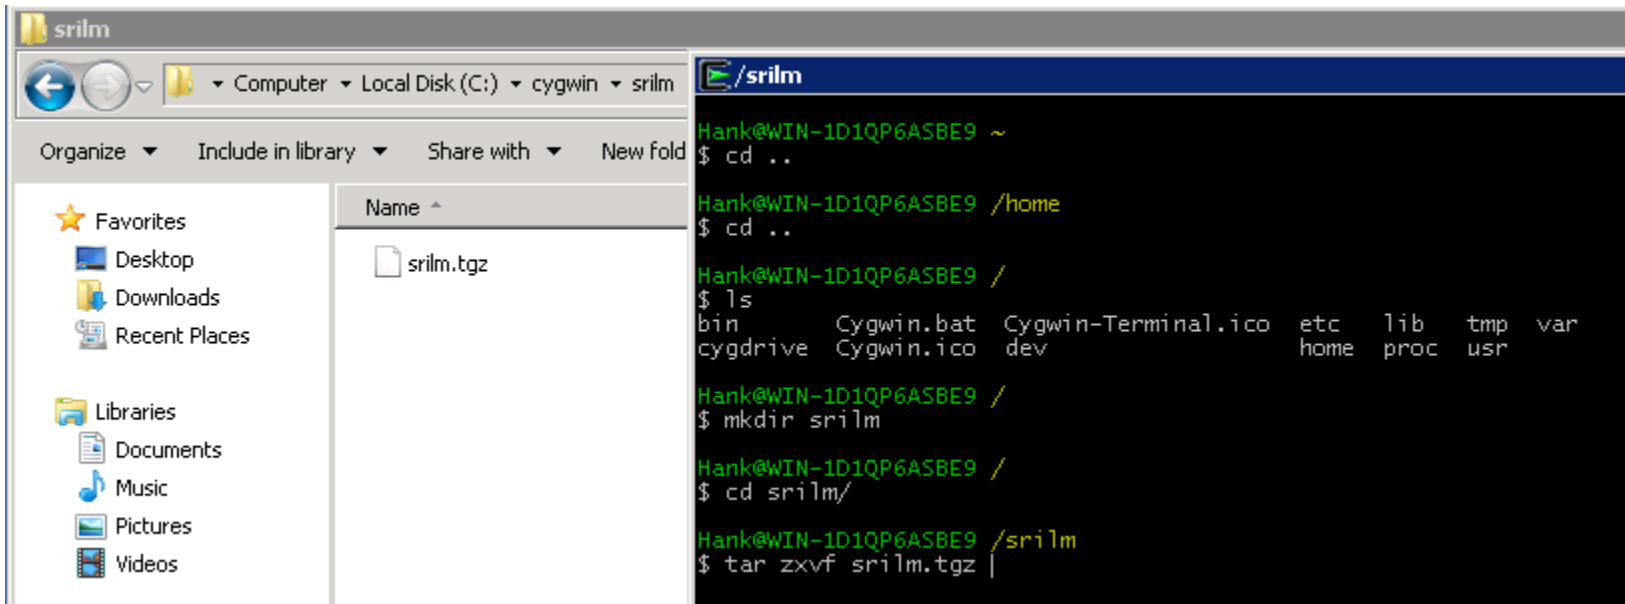 srilm
Computer Local Disk (C:) cygwin srilm
Organize Include in library Share with New fold
Favorites
Desktop
Downloads
Recent Places
Libraries
Documents
Music
Pictures
Videos
Name
srilm.tgz
/srilm
Hank@WIN-1D1QP6ASBE9 ~
$ cd ..
Hank@WIN-1D1QP6ASBE9 /home
$ cd ..
Hank@WIN-1D1QP6ASBE9 /
$ ls
bin Cygwin.bat Cygwin-Terminal.ico etc lib tmp var
cygdrive Cygwin.ico dev home proc usr
Hank@WIN-1D1QP6ASBE9 /
$ mkdir srilm
Hank@WIN-1D1QP6ASBE9 /
$ cd srilm/
Hank@WIN-1D1QP6ASBE9 /srilm
$ tar zxvf srilm.tgz